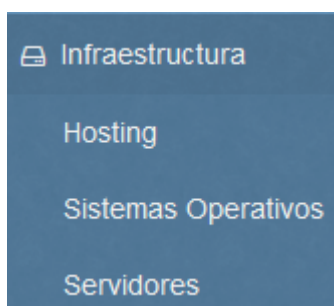 Infraestructura
Hosting
Sistemas Operativos
Servidores